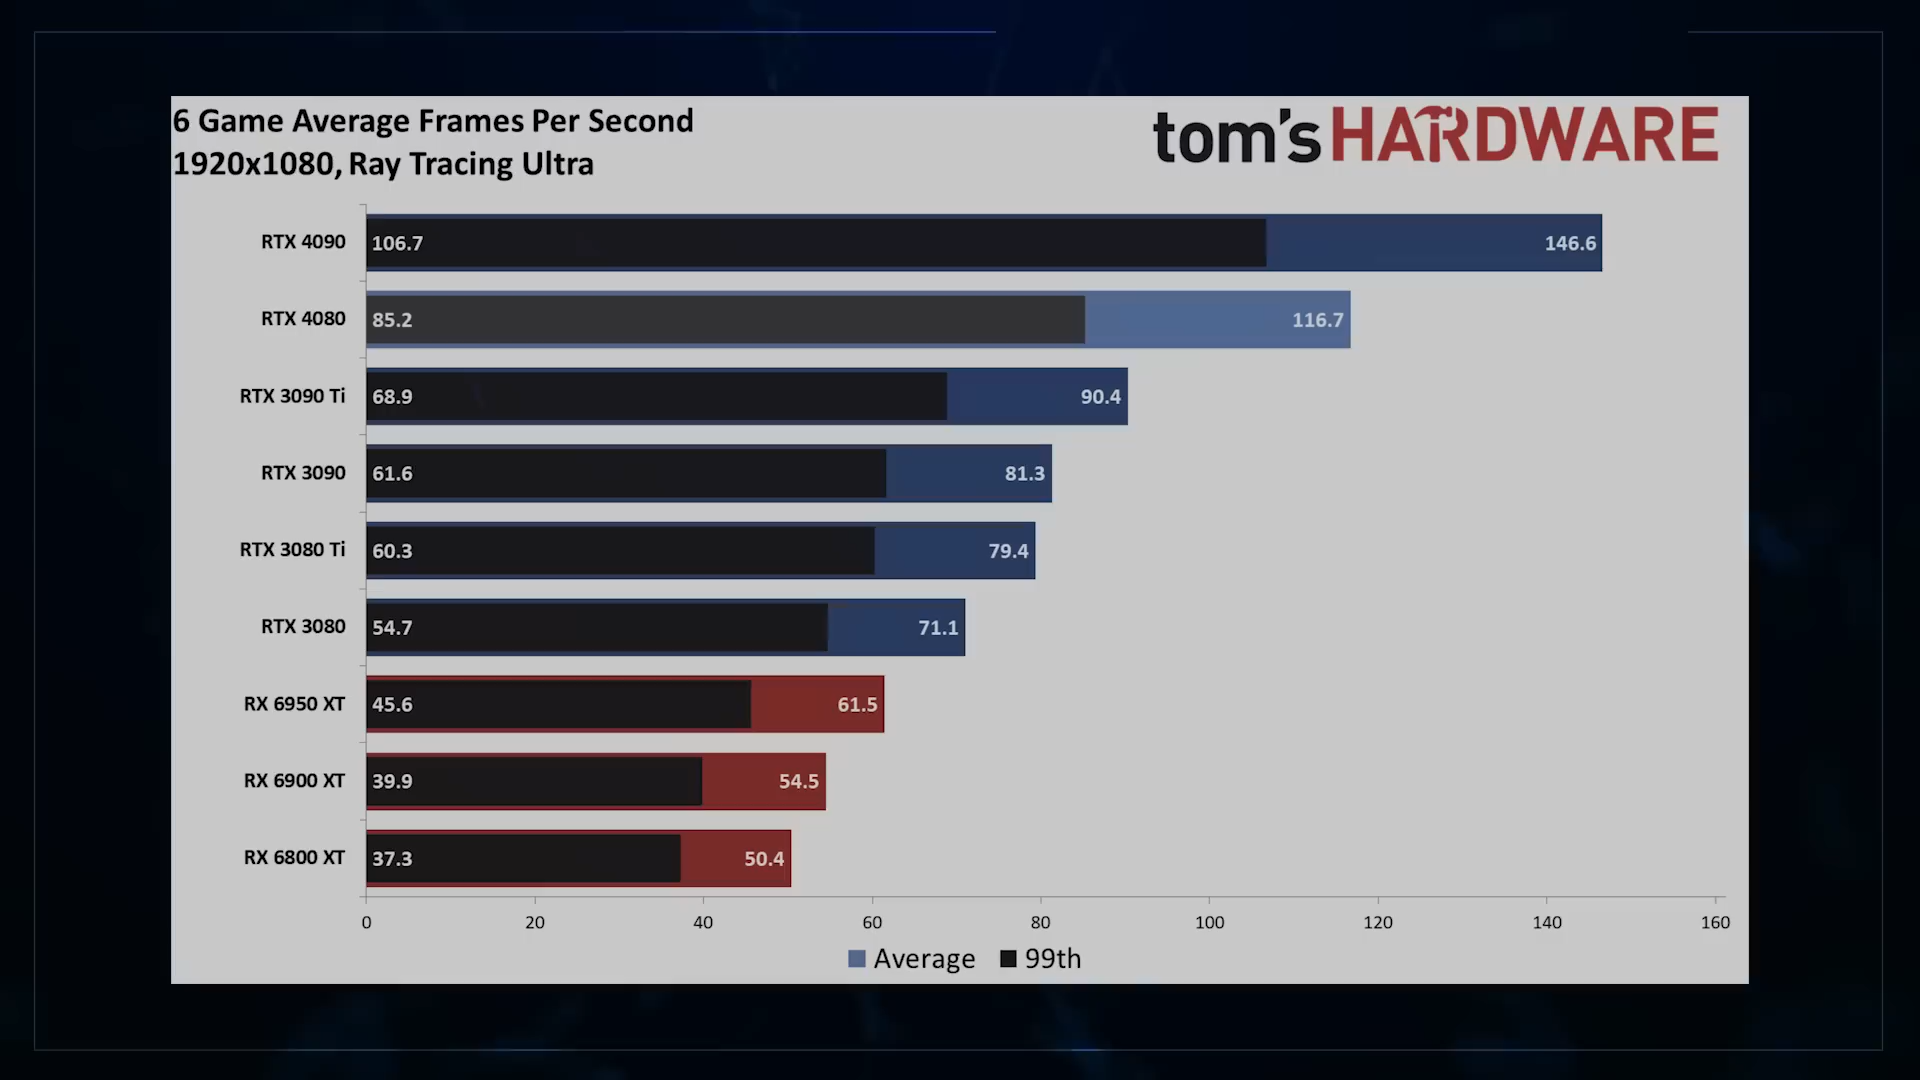 6 Game Average Frames Per Second
1920x1080, Ray Tracing Ultra
tom's HARDWARE
RTX 4090 106.7 146.6
RTX 4080 85.2 116.7
RTX 3090 Ti 68.9 90.4
RTX 3090 61.6 81.3
RTX 3080 Ti 60.3 79.4
RTX 3080 54.7 71.1
RX 6950 XT 45.6 61.5
RX 6900 XT 39.9 54.5
RX 6800 XT 37.3 50.4
0 20 40 60 80 100 120 140 160
Average 99th